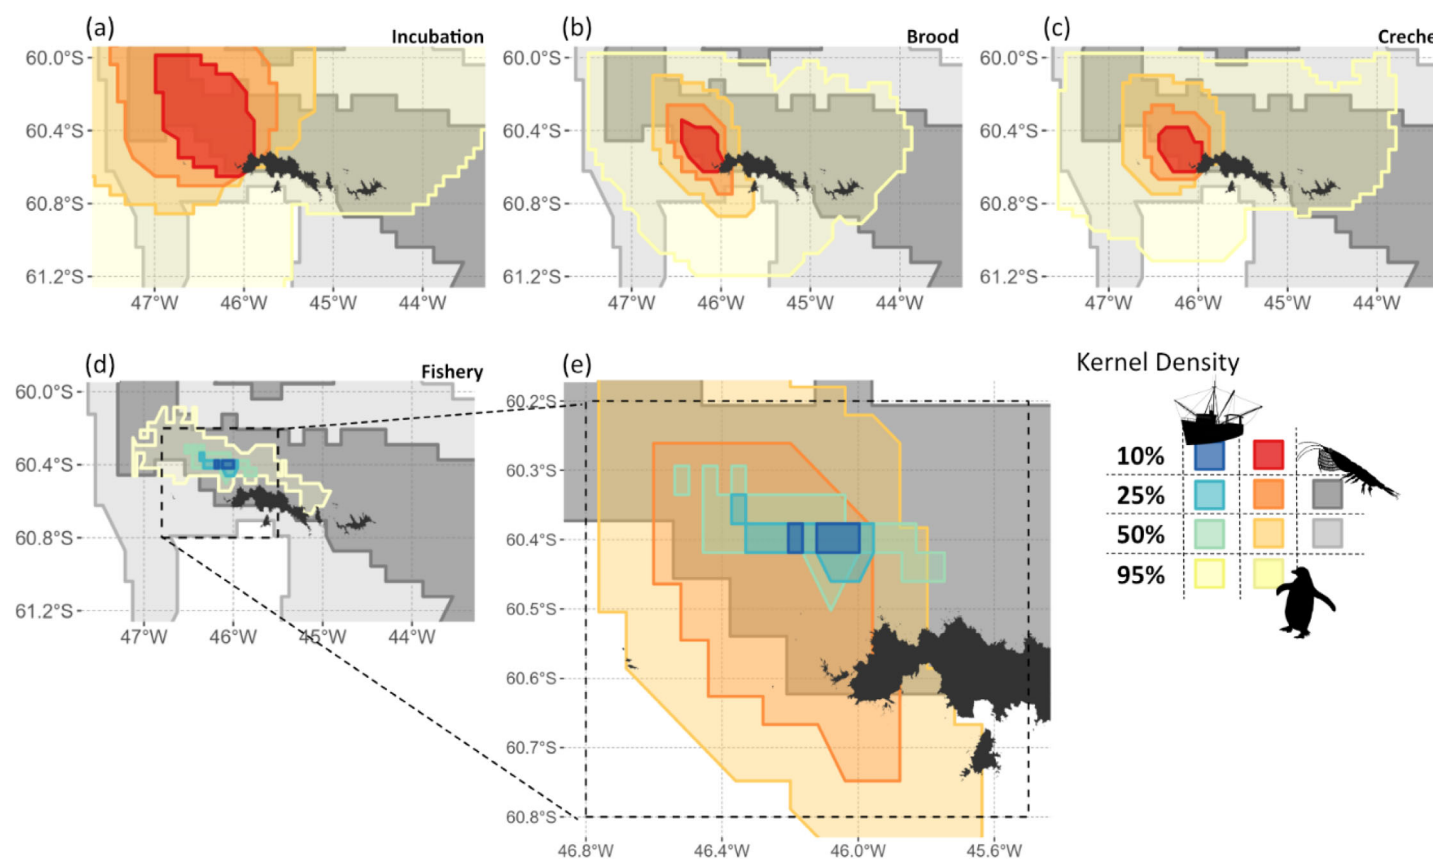 (a)
Incubation
60.0°S
60.4°S
60.8°S
61.2°S
47°W 46°W 45°W 44°W
(b)
Brood
60.0°S
60.4°S
60.8°S
61.2°S
47°W 46°W 45°W 44°W
(c)
Creche
60.0°S
60.4°S
60.8°S
61.2°S
47°W 46°W 45°W 44°W
(d)
Fishery
60.0°S
60.4°S
60.8°S
61.2°S
47°W 46°W 45°W 44°W
(e)
60.2°S
60.3°S
60.4°S
60.5°S
60.6°S
60.7°S
60.8°S
46.8°W 46.4°W 46.0°W 45.6°W
Kernel Density
10%
25%
50%
95%